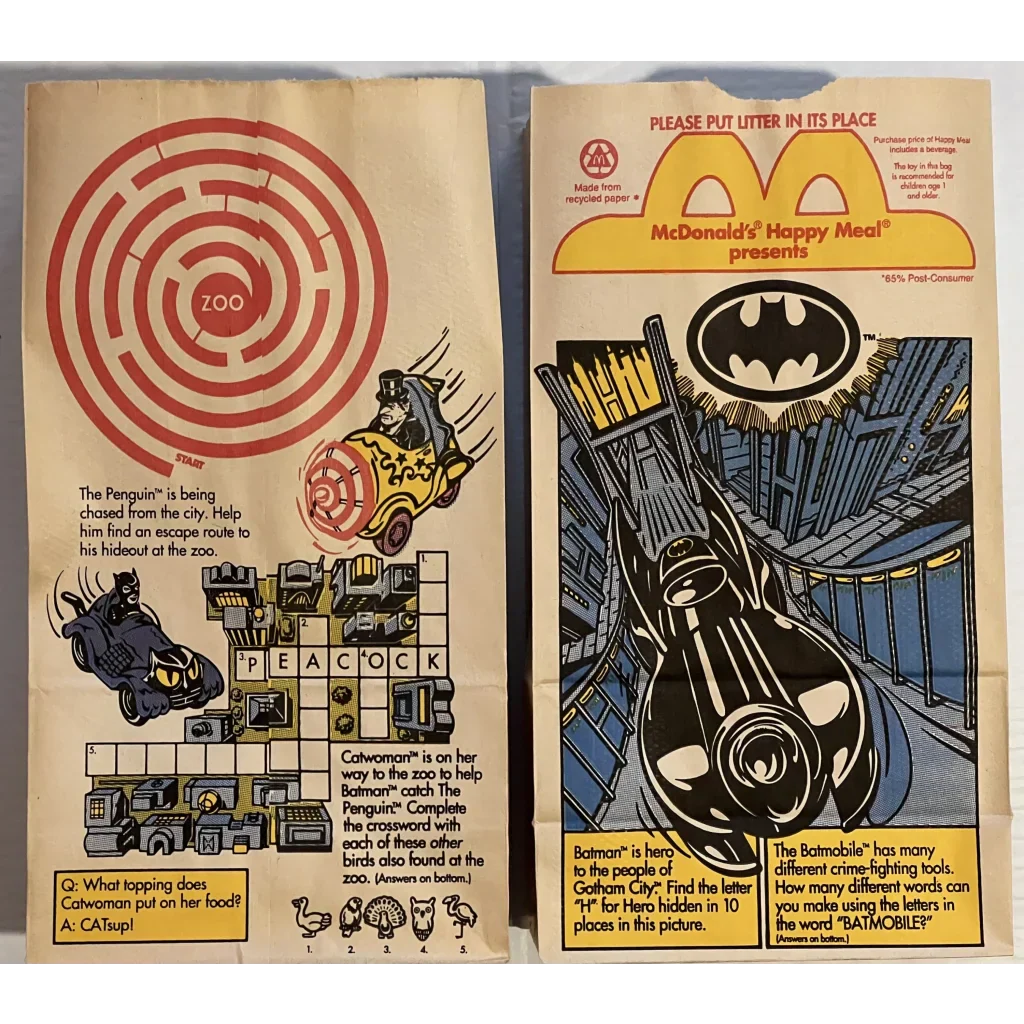 ZOO
START
The Penguin™ is being
chased from the city. Help
him find an escape route to
his hideout at the zoo.
1.
2.
3. P E A 4. C O C K
5.
Catwoman™ is on her
way to the zoo to help
Batman™ catch The
Penguin™. Complete
the crossword with
each of these other
birds also found at the
zoo. (Answers on bottom.)
Q: What topping does
Catwoman put on her food?
A: CATsup!
1. 2. 3. 4. 5.
PLEASE PUT LITTER IN ITS PLACE
Made from
recycled paper *
Purchase price of Happy Meal
includes a beverage.
The toy in this bag
is recommended for
children age 1
and older.
McDonald's® Happy Meal®
presents
*65% Post-Consumer
™
Batman™ is hero
to the people of
Gotham City™. Find the letter
"H" for Hero hidden in 10
places in this picture.
The Batmobile™ has many
different crime-fighting tools.
How many different words can
you make using the letters in
the word "BATMOBILE?"
(Answers on bottom.)